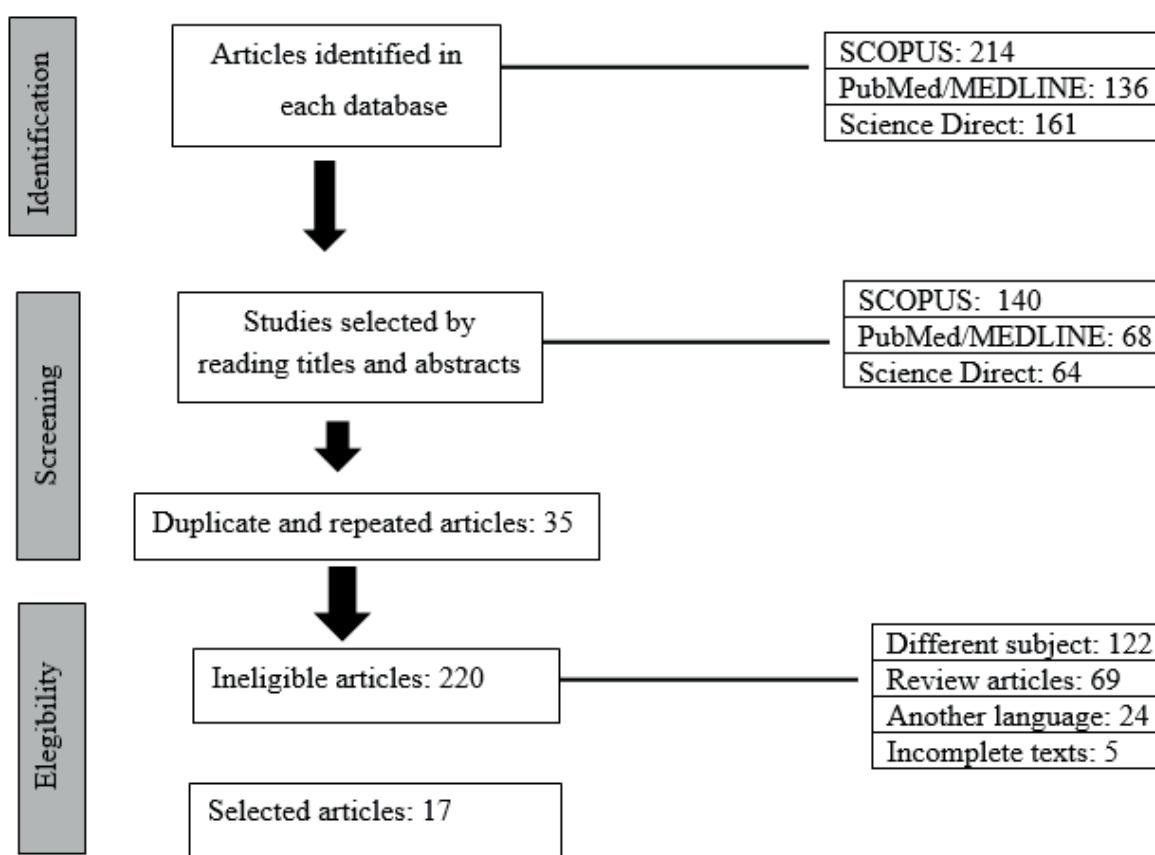 Identification
Articles identified in
each database
SCOPUS: 214
PubMed/MEDLINE: 136
Science Direct: 161
Screening
Studies selected by
reading titles and abstracts
SCOPUS:  140
PubMed/MEDLINE: 68
Science Direct: 64
Duplicate and repeated articles: 35
Elegibility
Ineligible articles: 220
Different subject: 122
Review articles: 69
Another language: 24
Incomplete texts: 5
Selected articles: 17